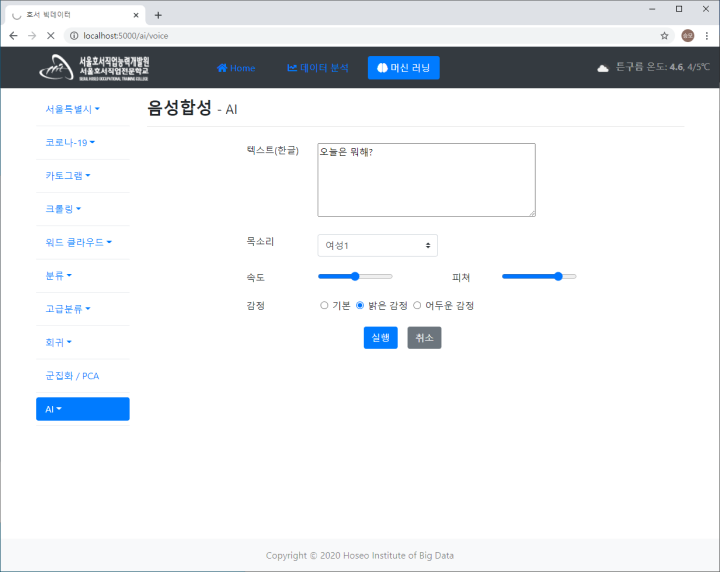 호서 빅데이터
localhost:5000/ai/voice
서울호서직업능력개발원
서울호서직업전문학교
SEOUL HOSEO OCCUPATIONAL TRAINING COLLEGE
Home
데이터 분석
머신 러닝
튼구름 온도: 4.6, 4/5℃
서울특별시
코로나-19
카토그램
크롤링
워드 클라우드
분류
고급분류
회귀
군집화 / PCA
AI
음성합성 - AI
텍스트(한글)
오늘은 뭐해?
목소리
여성1
속도
피쳐
감정
기본
밝은 감정
어두운 감정
실행
취소
Copyright © 2020 Hoseo Institute of Big Data